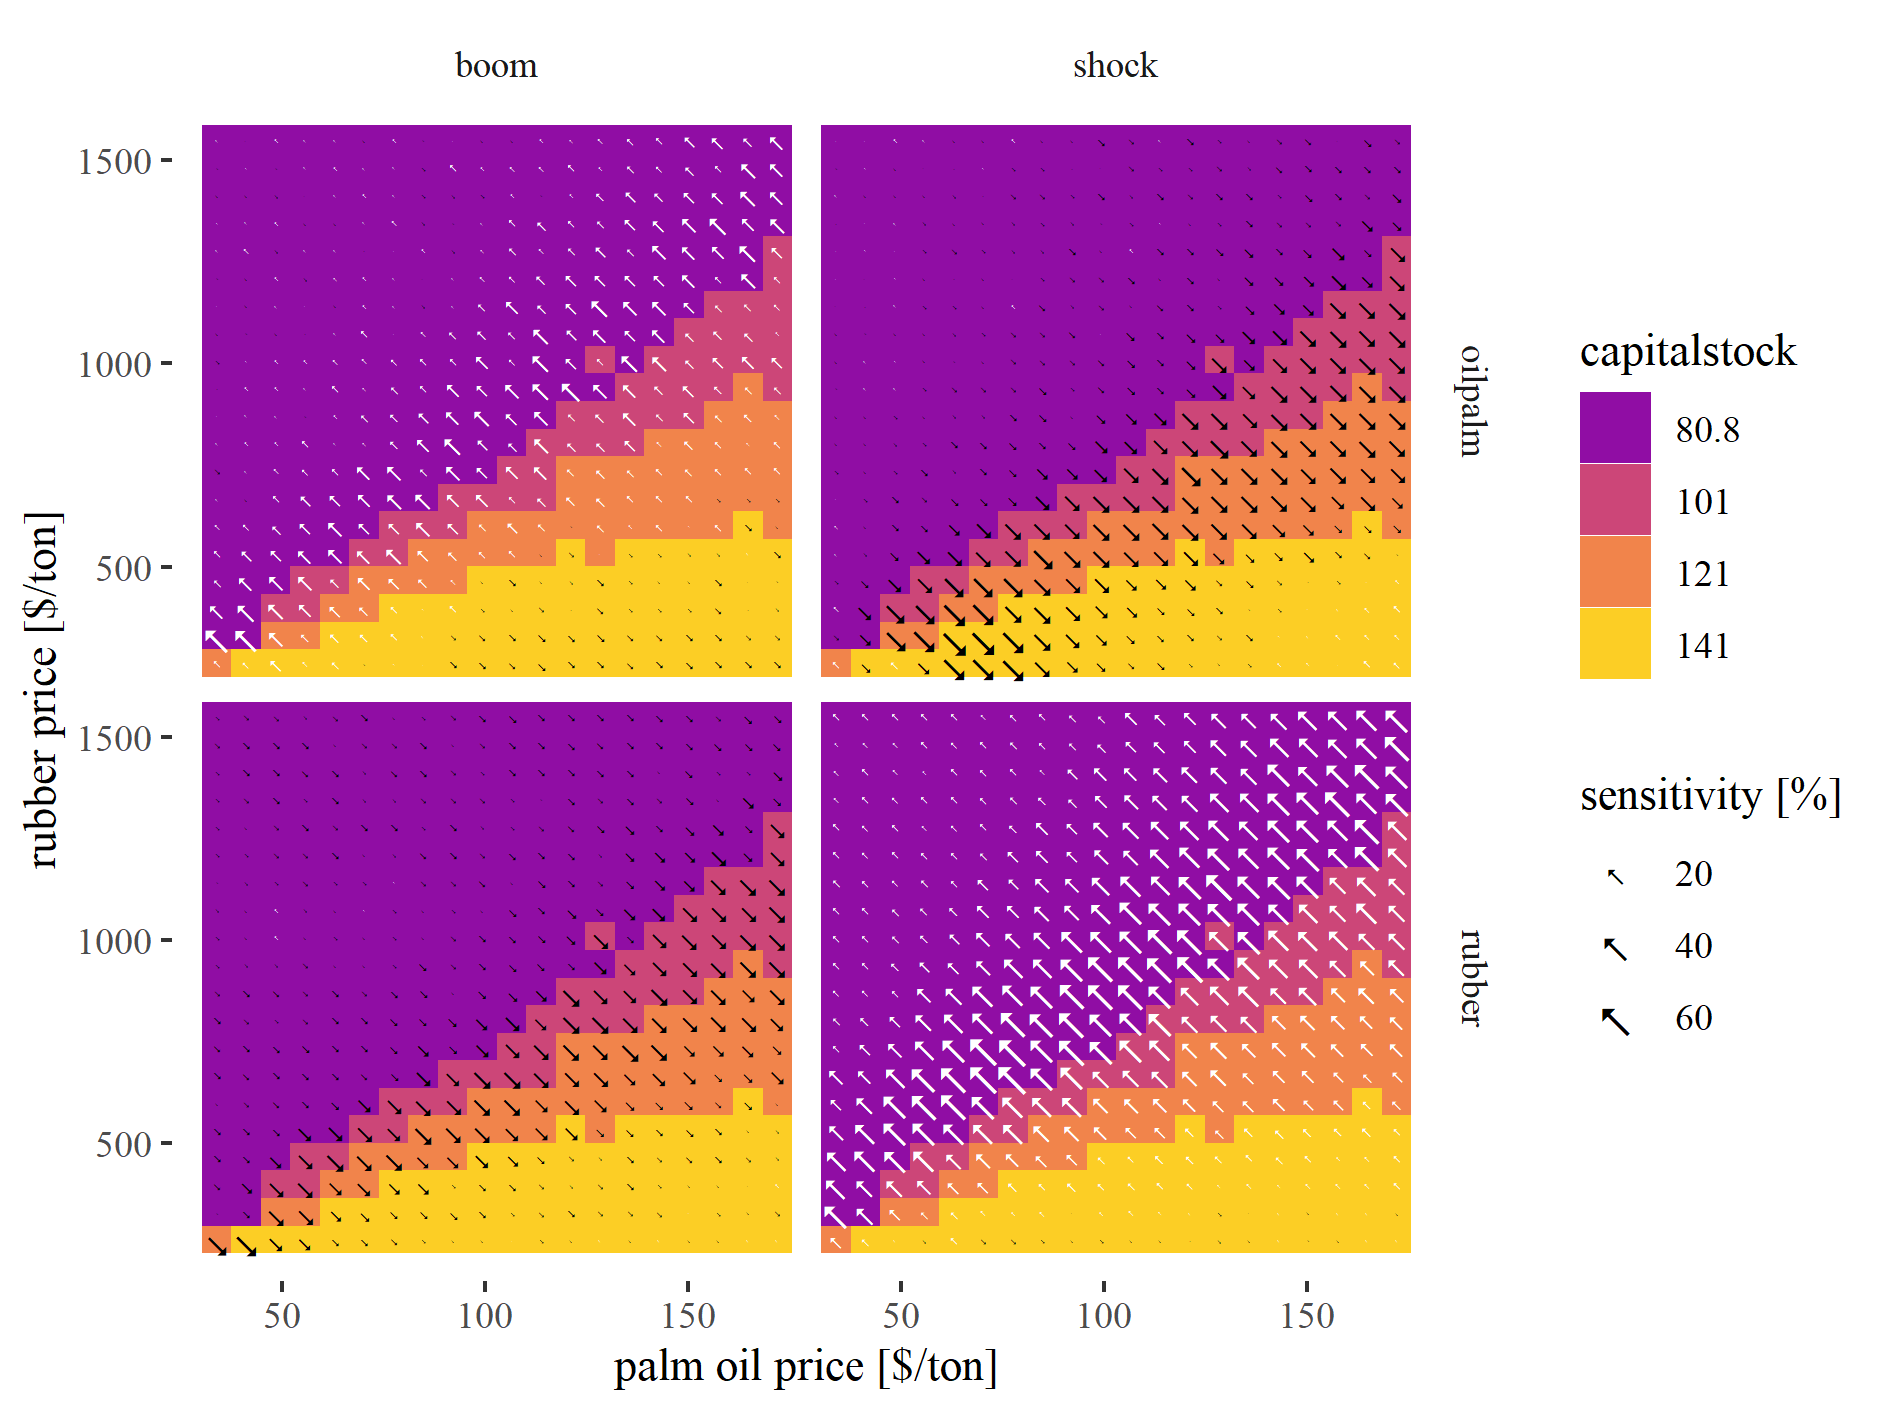 boom
shock
1500
1000
500
oilpalm
1500
1000
500
rubber
rubber price [$/ton]
50
100
150
50
100
150
palm oil price [$/ton]
capitalstock
80.8
101
121
141
sensitivity [%]
20
40
60